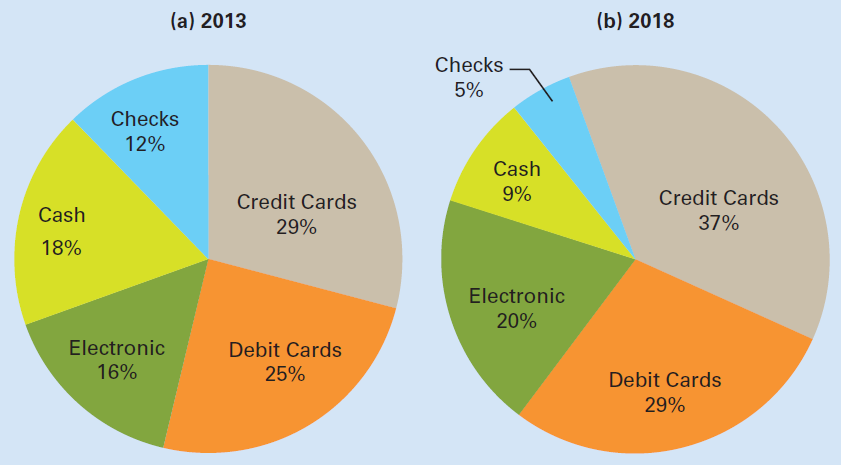 (a) 2013
Checks
12%
Credit Cards
29%
Cash
18%
Electronic
16%
Debit Cards
25%
(b) 2018
Checks
5%
Cash
9%
Credit Cards
37%
Electronic
20%
Debit Cards
29%